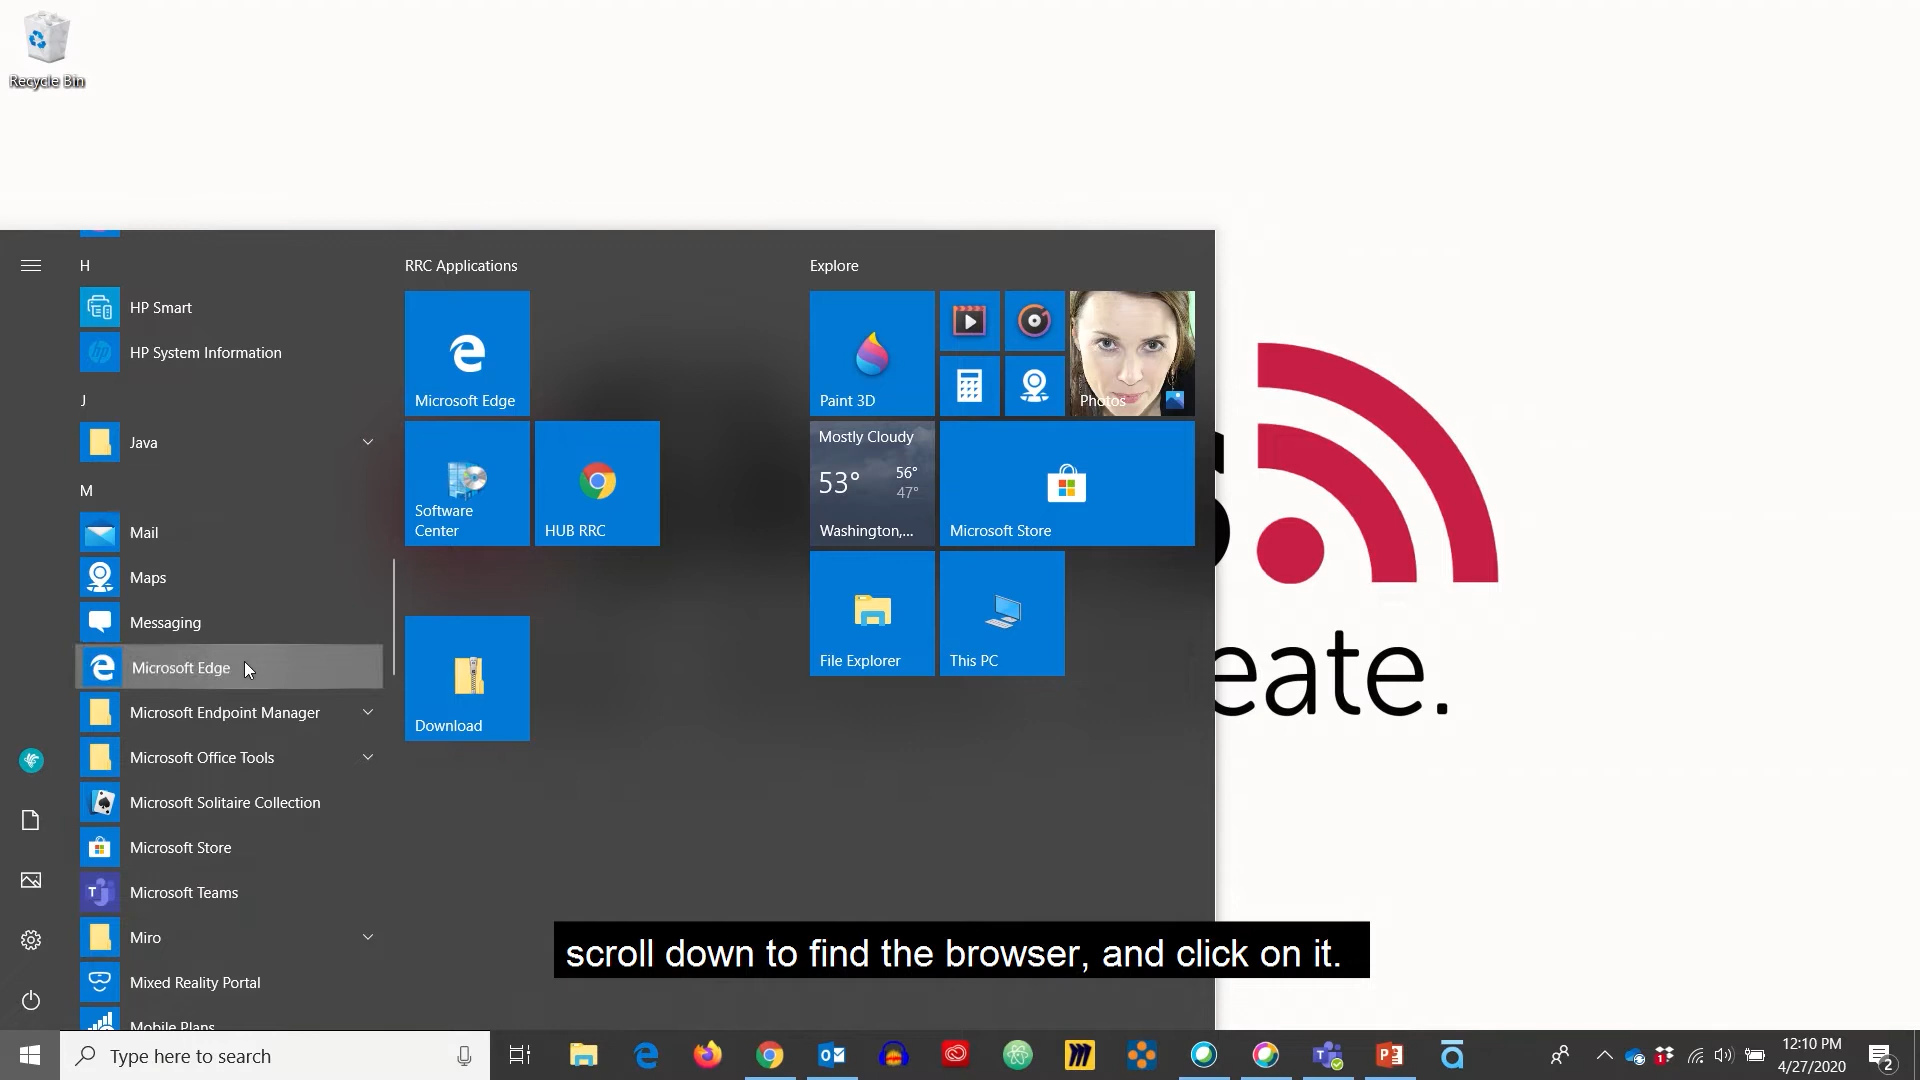 Recycle Bin
H
HP Smart
HP System Information
J
Java
M
Mail
Maps
Messaging
Microsoft Edge
Microsoft Endpoint Manager
Microsoft Office Tools
Microsoft Solitaire Collection
Microsoft Store
Microsoft Teams
Miro
Mixed Reality Portal
Mobile Plans
RRC Applications
Microsoft Edge
Software
Center
HUB RRC
Download
Explore
Paint 3D
Photos
Mostly Cloudy
53° 56°
47°
Washington,...
Microsoft Store
File Explorer
This PC
eate.
scroll down to find the browser, and click on it.
Type here to search
12:10 PM
4/27/2020
2